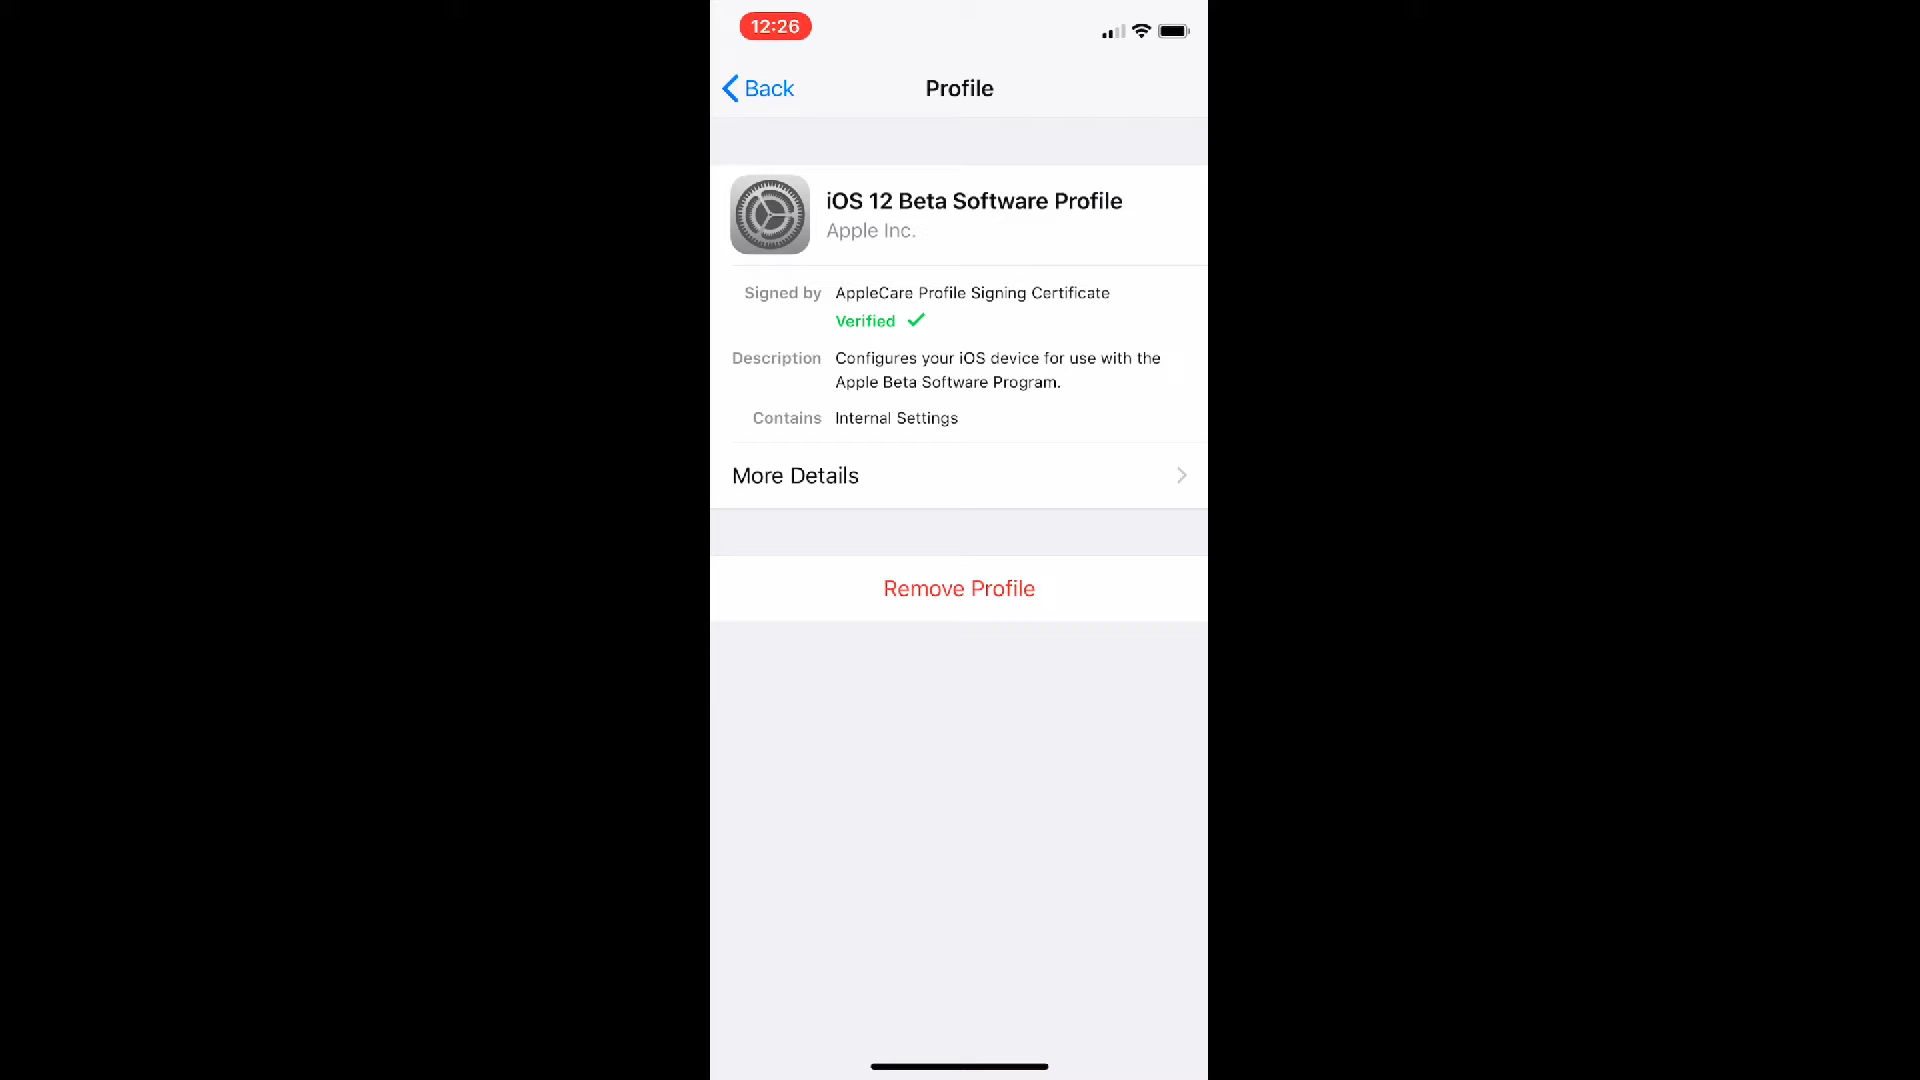 12:26
Back
Profile
iOS 12 Beta Software Profile
Apple Inc.
Signed by AppleCare Profile Signing Certificate
Verified
Description Configures your iOS device for use with the
Apple Beta Software Program.
Contains Internal Settings
More Details
Remove Profile